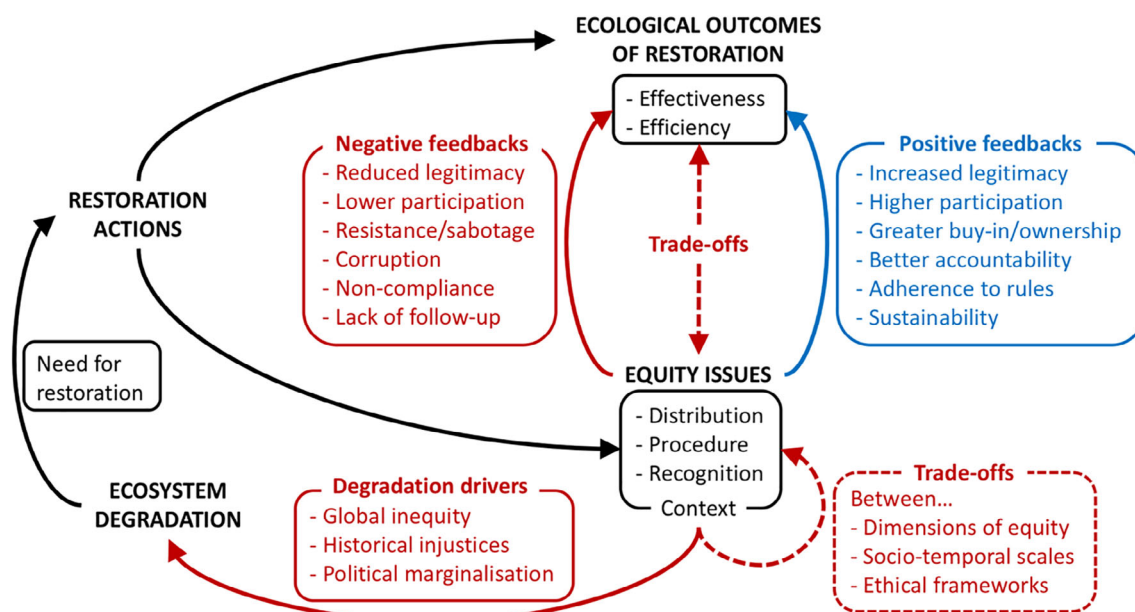 ECOLOGICAL OUTCOMES
OF RESTORATION
- Effectiveness
- Efficiency
Negative feedbacks
- Reduced legitimacy
- Lower participation
- Resistance/sabotage
- Corruption
- Non-compliance
- Lack of follow-up
Positive feedbacks
- Increased legitimacy
- Higher participation
- Greater buy-in/ownership
- Better accountability
- Adherence to rules
- Sustainability
RESTORATION
ACTIONS
Trade-offs
Need for
restoration
EQUITY ISSUES
- Distribution
- Procedure
- Recognition
Context
ECOSYSTEM
DEGRADATION
Degradation drivers
- Global inequity
- Historical injustices
- Political marginalisation
Trade-offs
Between...
- Dimensions of equity
- Socio-temporal scales
- Ethical frameworks